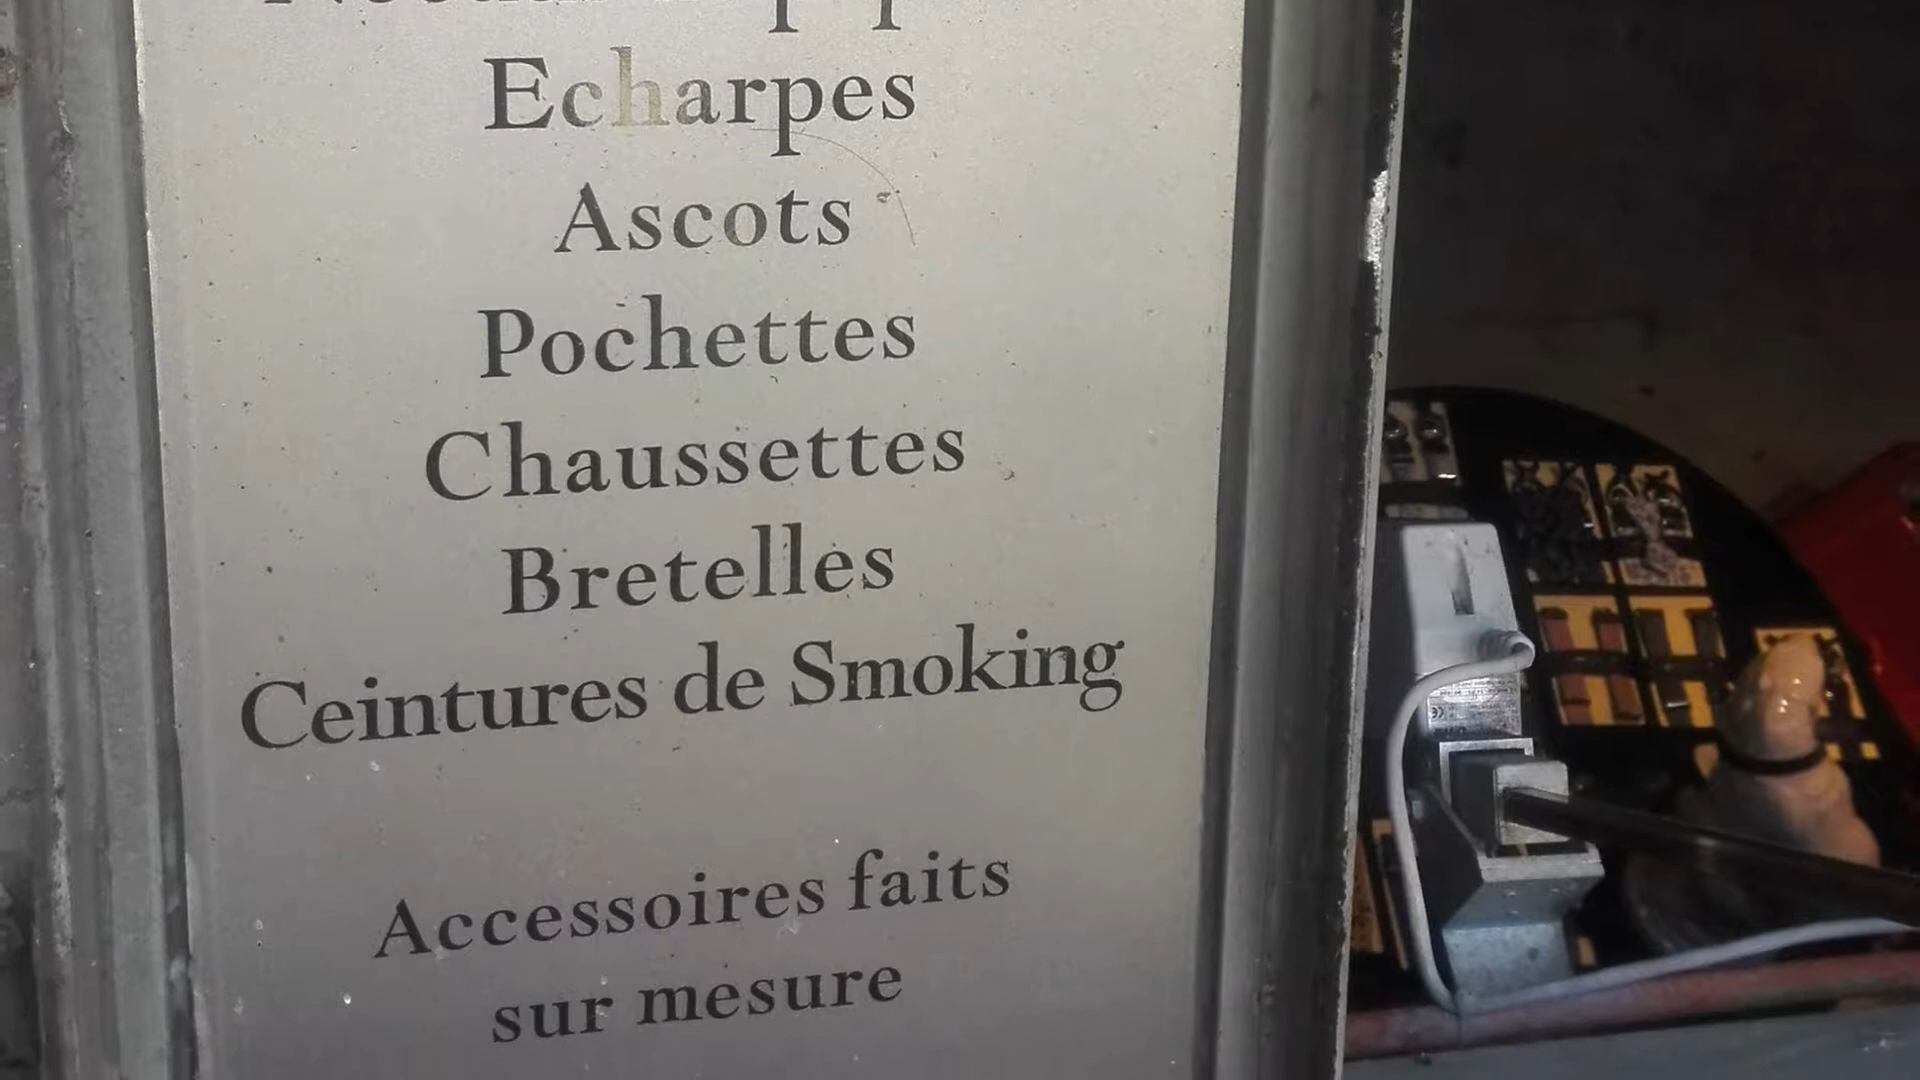 Echarpes
Ascots
Pochettes
Chaussettes
Bretelles
Ceintures de Smoking
Accessoires faits
sur mesure